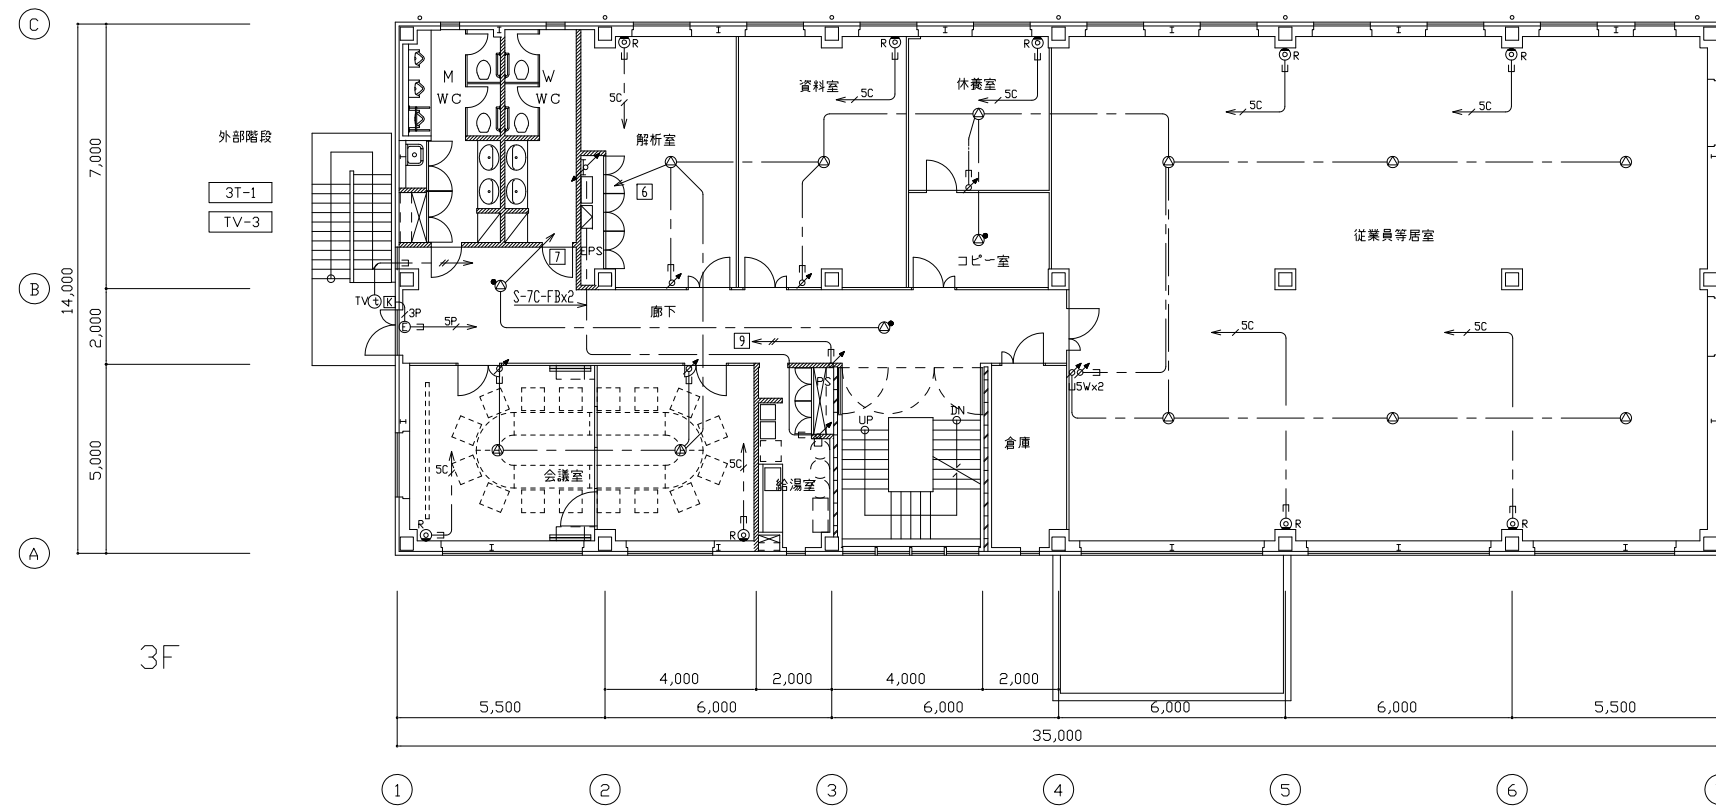 C
R
R
R
M
W
WC
WC
資料室
休養室
R
R
5C
5C
5C
5C
5C
外部階段
解析室
7,000
3T-1
6
TV-3
従業員等居室
7
EPS
コピー室
14,000
B
TV
t
K
S-7C-FBx2
廊下
3P
5P
E
2,000
9
5C
5C
PS
5Wx2
UP
DN
倉庫
5,000
5C
5C
会議室
給湯室
R
R
R
R
A
3F
4,000
2,000
4,000
2,000
5,500
6,000
6,000
6,000
6,000
5,500
35,000
1
2
3
4
5
6